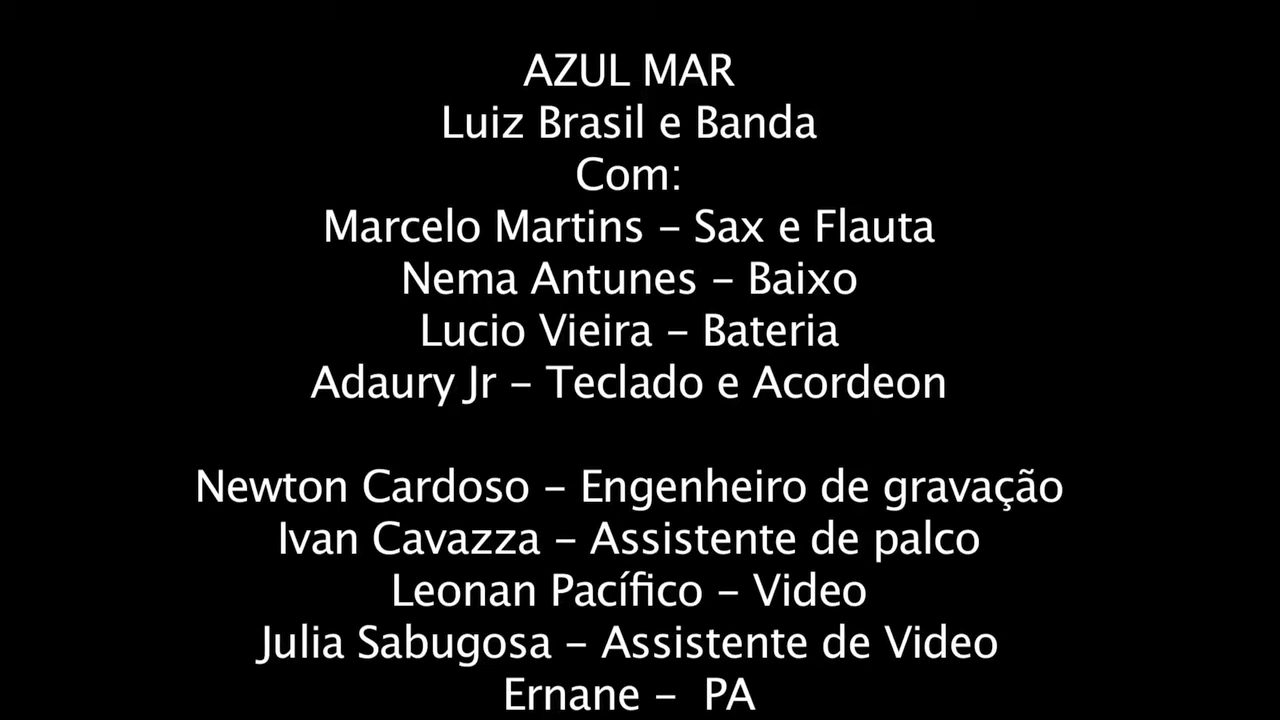 AZUL MAR
Luiz Brasil e Banda
Com:
Marcelo Martins – Sax e Flauta
Nema Antunes – Baixo
Lucio Vieira – Bateria
Adaury Jr – Teclado e Acordeon
Newton Cardoso – Engenheiro de gravação
Ivan Cavazza – Assistente de palco
Leonan Pacífico – Video
Julia Sabugosa – Assistente de Video
Ernane – PA